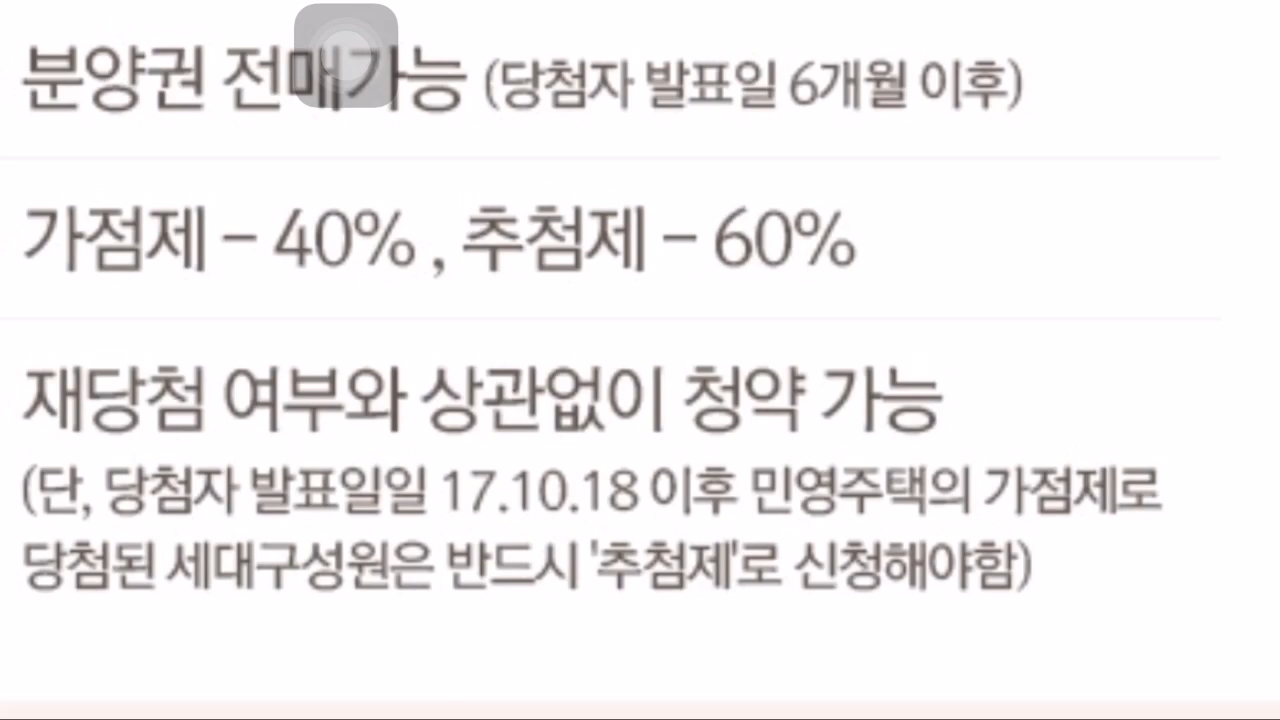 분양권 전매가능 (당첨자 발표일 6개월 이후)
가점제 – 40% , 추첨제 – 60%
재당첨 여부와 상관없이 청약 가능
(단, 당첨자 발표일일 17.10.18 이후 민영주택의 가점제로
당첨된 세대구성원은 반드시 '추첨제'로 신청해야함)